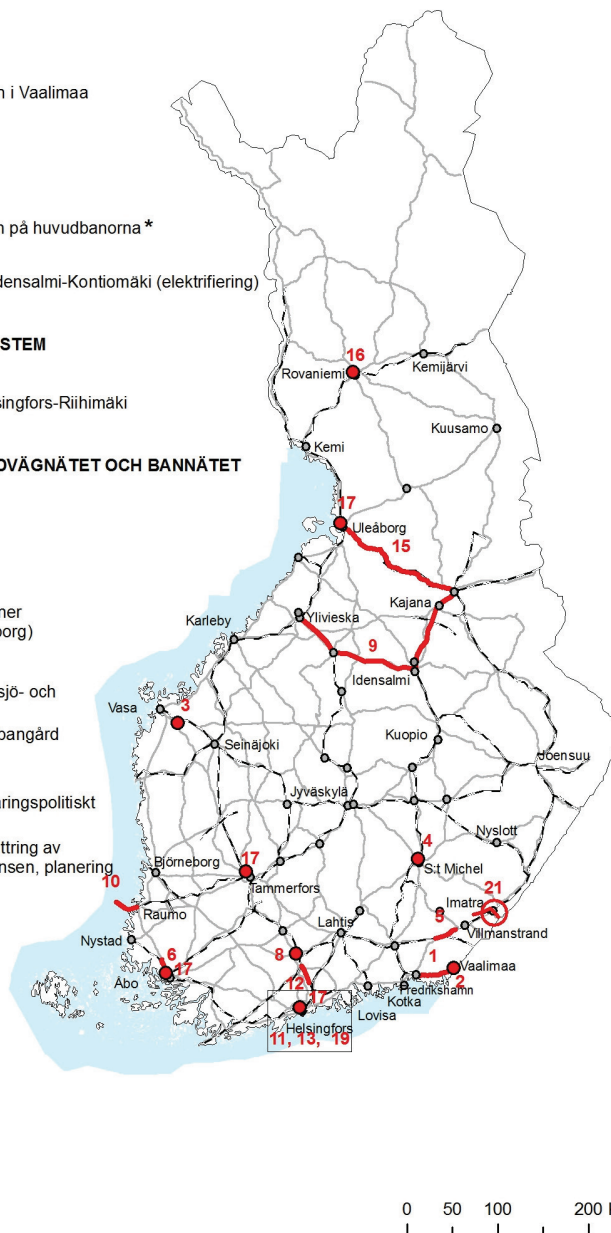 n i Vaalimaa
n på huvudbanorna *
densalmi-Kontiomäki (elektrifiering)
STEM
singfors-Riihimäki
OVÄGNÄTET OCH BANNÄTET
ner
borg)
sjö- och
bangård
aringspolitiskt
ttring av
nsen, planering
16
Rovaniemi
Kemijärvi
Kuusamo
Kemi
17
Uleåborg
15
Kajana
Ylivieska
Karleby
9
Idensalmi
Vasa
3
Seinäjoki
Kuopio
Joensuu
Jyväskylä
Nyslott
4
S:t Michel
17
Björneborg
Tammerfors
10
Raumo
Imatra
21
5
Villmanstrand
Lahtis
Nystad
6
17
Åbo
8
12
1
Vaalimaa
2
Fredrikshamn
Kotka
Lovisa
17
Helsingfors
11, 13, 19
0 50 100 200